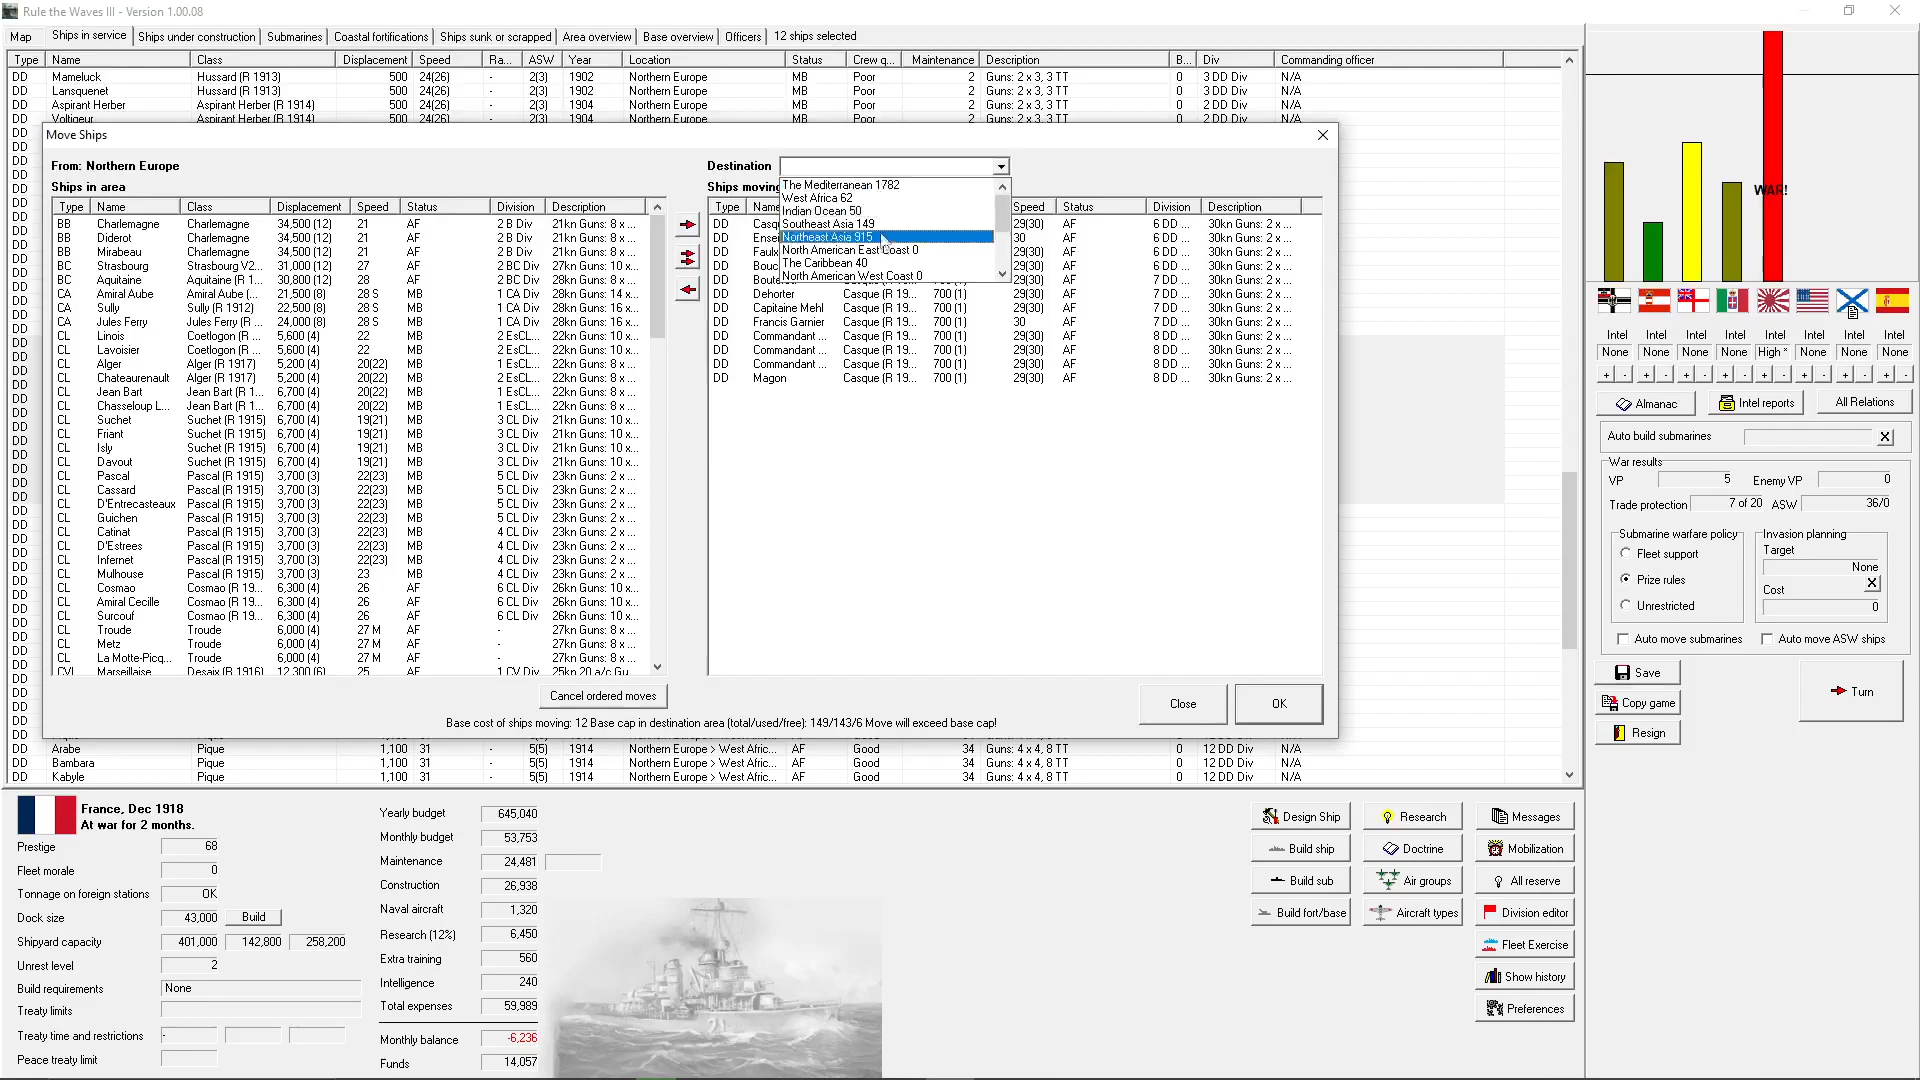 Rule the Waves III - Version 1.00.08
Map Ships in service Ships under construction Submarines Coastal fortifications Ships sunk or scrapped Area overview Base overview Officers 12 ships selected
Type Name Class Displacement Speed Ra... ASW Year Location Status Crew q... Maintenance Description B... Div Commanding officer
DD Mameluck Hussard (R 1913) 500 24(26) - 2(3) 1902 Northern Europe MB Poor 2 Guns: 2 x 3, 3 TT 0 3 DD Div N/A
DD Lansquenet Hussard (R 1913) 500 24(26) - 2(3) 1902 Northern Europe MB Poor 2 Guns: 2 x 3, 3 TT 0 3 DD Div N/A
DD Aspirant Herber Aspirant Herber (R 1914) 500 24(26) - 2(3) 1904 Northern Europe MB Poor 2 Guns: 2 x 3, 3 TT 0 2 DD Div N/A
DD Voltigeur Aspirant Herber (R 1914) 500 24(26) - 2(3) 1904 Northern Europe MB Poor 2 Guns: 2 x 3, 3 TT 0 2 DD Div N/A
Move Ships
From: Northern Europe
Destination
Ships in area
Ships moving
The Mediterranean 1782
West Africa 62
Indian Ocean 50
Southeast Asia 149
Northeast Asia 915
North American East Coast 0
The Caribbean 40
North American West Coast 0
Type Name Class Displacement Speed Status Division Description
BB Charlemagne Charlemagne 34,500 (12) 21 AF 2 B Div 21kn Guns: 8 x ...
BB Diderot Charlemagne 34,500 (12) 21 AF 2 B Div 21kn Guns: 8 x ...
BB Mirabeau Charlemagne 34,500 (12) 21 AF 2 B Div 21kn Guns: 8 x ...
BC Strasbourg Strasbourg V2... 31,000 (12) 27 AF 2 BC Div 27kn Guns: 10 x...
BC Aquitaine Aquitaine (R 1... 30,800 (12) 28 AF 2 BC Div 28kn Guns: 8 x ...
CA Amiral Aube Amiral Aube (... 21,500 (8) 28 S MB 1 CA Div 28kn Guns: 14 x...
CA Sully Sully (R 1912) 22,500 (8) 28 S MB 1 CA Div 28kn Guns: 16 x...
CA Jules Ferry Jules Ferry (R ... 24,000 (8) 28 S MB 1 CA Div 28kn Guns: 16 x...
CL Linois Coetlogon (R ... 5,600 (4) 22 MB 2 EsCL... 22kn Guns: 10 x...
CL Lavoisier Coetlogon (R ... 5,600 (4) 22 MB 2 EsCL... 22kn Guns: 10 x...
CL Alger Alger (R 1917) 5,200 (4) 20(22) MB 1 EsCL... 22kn Guns: 2 x ...
CL Chateaurenault Alger (R 1917) 5,200 (4) 20(22) MB 2 EsCL... 22kn Guns: 2 x ...
CL Jean Bart Jean Bart (R 1... 6,700 (4) 20(22) MB 1 EsCL... 22kn Guns: 10 x...
CL Chasseloup L... Jean Bart (R 1... 6,700 (4) 20(22) MB 1 EsCL... 22kn Guns: 10 x...
CL Suchet Suchet (R 1915) 6,700 (4) 19(21) MB 3 CL Div 21kn Guns: 10 x...
CL Friant Suchet (R 1915) 6,700 (4) 19(21) MB 3 CL Div 21kn Guns: 10 x...
CL Isly Suchet (R 1915) 6,700 (4) 19(21) MB 3 CL Div 21kn Guns: 10 x...
CL Davout Suchet (R 1915) 6,700 (4) 19(21) MB 3 CL Div 21kn Guns: 10 x...
CL Pascal Pascal (R 1915) 3,700 (3) 22(23) MB 5 CL Div 23kn Guns: 2 x ...
CL Cassard Pascal (R 1915) 3,700 (3) 22(23) MB 5 CL Div 23kn Guns: 2 x ...
CL D'Entrecasteaux Pascal (R 1915) 3,700 (3) 22(23) MB 5 CL Div 23kn Guns: 2 x ...
CL Guichen Pascal (R 1915) 3,700 (3) 22(23) MB 5 CL Div 23kn Guns: 2 x ...
CL Catinat Pascal (R 1915) 3,700 (3) 22(23) MB 4 CL Div 23kn Guns: 2 x ...
CL D'Estrees Pascal (R 1915) 3,700 (3) 22(23) MB 4 CL Div 23kn Guns: 2 x ...
CL Infernet Pascal (R 1915) 3,700 (3) 22(23) MB 4 CL Div 23kn Guns: 2 x ...
CL Mulhouse Pascal (R 1915) 3,700 (3) 23 MB 4 CL Div 23kn Guns: 2 x ...
CL Cosmao Cosmao (R 19... 6,300 (4) 26 AF 6 CL Div 26kn Guns: 10 x...
CL Amiral Cecille Cosmao (R 19... 6,300 (4) 26 AF 6 CL Div 26kn Guns: 10 x...
CL Surcouf Cosmao (R 19... 6,300 (4) 26 AF 6 CL Div 26kn Guns: 10 x...
CL Troude Troude 6,000 (4) 27 M AF - 27kn Guns: 8 x ...
CL Metz Troude 6,000 (4) 27 M AF - 27kn Guns: 8 x ...
CL La Motte-Picq... Troude 6,000 (4) 27 M AF - 27kn Guns: 8 x ...
CVL Marseillaise Desaix (R 1916) 12,300 (6) 25 AF 1 CV Div 25kn 20 a/c Gu
Type Name Speed Status Division Description
DD 29(30) AF 6 DD ... 30kn Guns: 2 x ...
DD 30 AF 6 DD ... 30kn Guns: 2 x ...
DD 29(30) AF 6 DD ... 30kn Guns: 2 x ...
DD 29(30) AF 6 DD ... 30kn Guns: 2 x ...
DD 29(30) AF 7 DD ... 30kn Guns: 2 x ...
DD Dehorter Casque (R 19... 700 (1) 29(30) AF 7 DD ... 30kn Guns: 2 x ...
DD Capitaine Mehl Casque (R 19... 700 (1) 29(30) AF 7 DD ... 30kn Guns: 2 x ...
DD Francis Garnier Casque (R 19... 700 (1) 30 AF 7 DD ... 30kn Guns: 2 x ...
DD Commandant ... Casque (R 19... 700 (1) 29(30) AF 8 DD ... 30kn Guns: 2 x ...
DD Commandant ... Casque (R 19... 700 (1) 29(30) AF 8 DD ... 30kn Guns: 2 x ...
DD Commandant ... Casque (R 19... 700 (1) 29(30) AF 8 DD ... 30kn Guns: 2 x ...
DD Magon Casque (R 19... 700 (1) 29(30) AF 8 DD ... 30kn Guns: 2 x ...
Cancel ordered moves
Close
OK
Base cost of ships moving: 12 Base cap in destination area (total/used/free): 149/143/6 Move will exceed base cap!
DD Arabe Pique 1,100 31 - 5(5) 1914 Northern Europe > West Afric... AF Good 34 Guns: 4 x 4, 8 TT 0 12 DD Div N/A
DD Bambara Pique 1,100 31 - 5(5) 1914 Northern Europe > West Afric... AF Good 34 Guns: 4 x 4, 8 TT 0 12 DD Div N/A
DD Kabyle Pique 1,100 31 - 5(5) 1914 Northern Europe > West Afric... AF Good 34 Guns: 4 x 4, 8 TT 0 12 DD Div N/A
WAR!
Intel Intel Intel Intel Intel Intel Intel Intel
None None None None High * None None None
+ - + - + - + - + - + - + - + -
Almanac
Intel reports
All Relations
Auto build submarines X
War results
VP 5 Enemy VP 0
Trade protection 7 of 20 ASW 36/0
Submarine warfare policy
Fleet support
Prize rules
Unrestricted
Invasion planning
Target
None
Cost X
0
Auto move submarines
Auto move ASW ships
Save
Copy game
Resign
Turn
France, Dec 1918
At war for 2 months.
Prestige 68
Fleet morale 0
Tonnage on foreign stations OK
Dock size 43,000 Build
Shipyard capacity 401,000 142,800 258,200
Unrest level 2
Build requirements None
Treaty limits
Treaty time and restrictions -
Peace treaty limit
Yearly budget 645,040
Monthly budget 53,753
Maintenance 24,481
Construction 26,938
Naval aircraft 1,320
Research (12%) 6,450
Extra training 560
Intelligence 240
Total expenses 59,989
Monthly balance -6,236
Funds 14,057
Design Ship Research Messages
Build ship Doctrine Mobilization
Build sub Air groups All reserve
Build fort/base Aircraft types Division editor
Fleet Exercise
Show history
Preferences